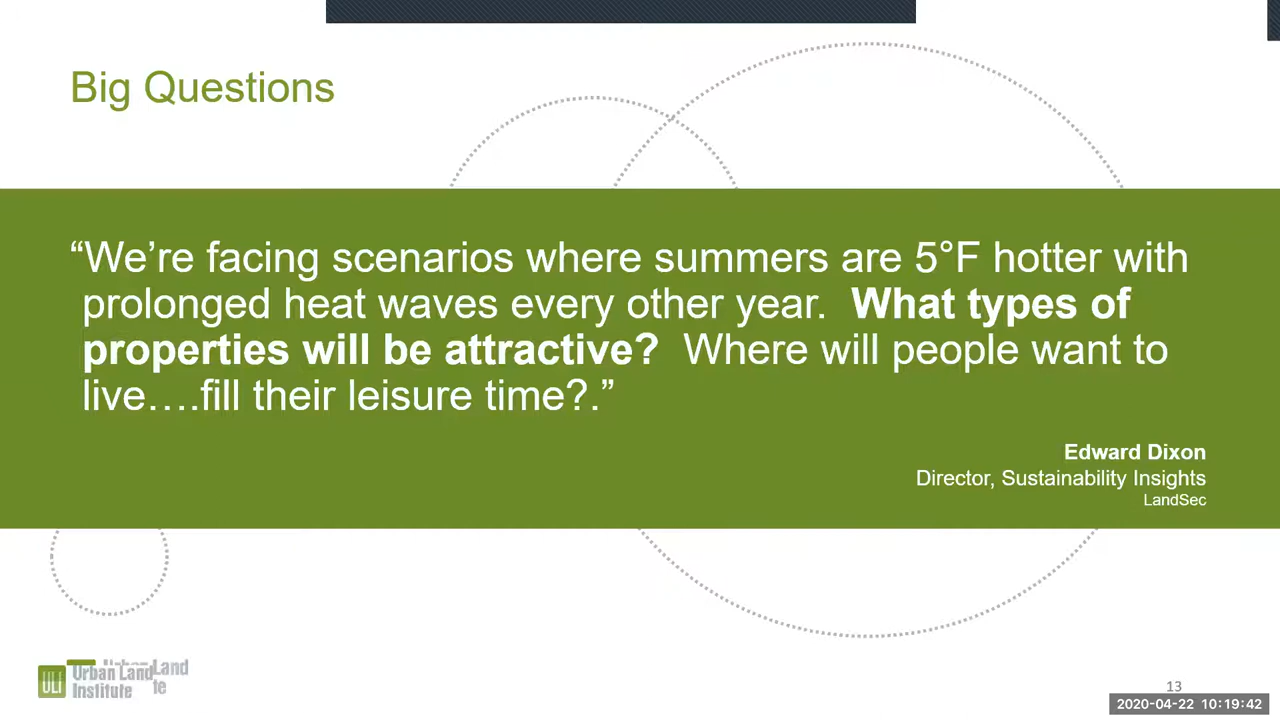 Big Questions
“We’re facing scenarios where summers are 5°F hotter with
prolonged heat waves every other year.  What types of
properties will be attractive?  Where will people want to
live….fill their leisure time?.”
Edward Dixon
Director, Sustainability Insights
LandSec
ULI
Urban Land
Institute
13
2020-04-22 10:19:42